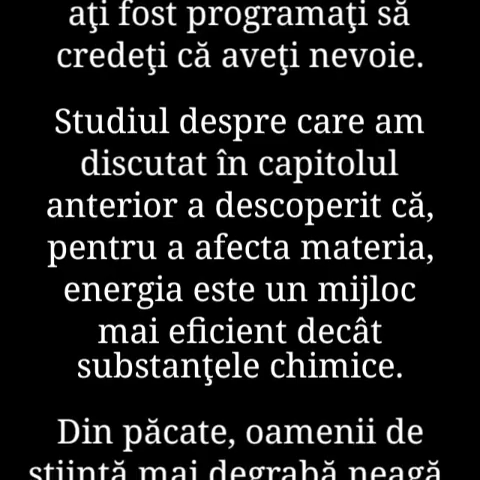 aţi fost programaţi să
credeţi că aveţi nevoie.
Studiul despre care am
discutat în capitolul
anterior a descoperit că,
pentru a afecta materia,
energia este un mijloc
mai eficient decât
substanţele chimice.
Din păcate, oamenii de
ştiinţă mai degrabă neagă